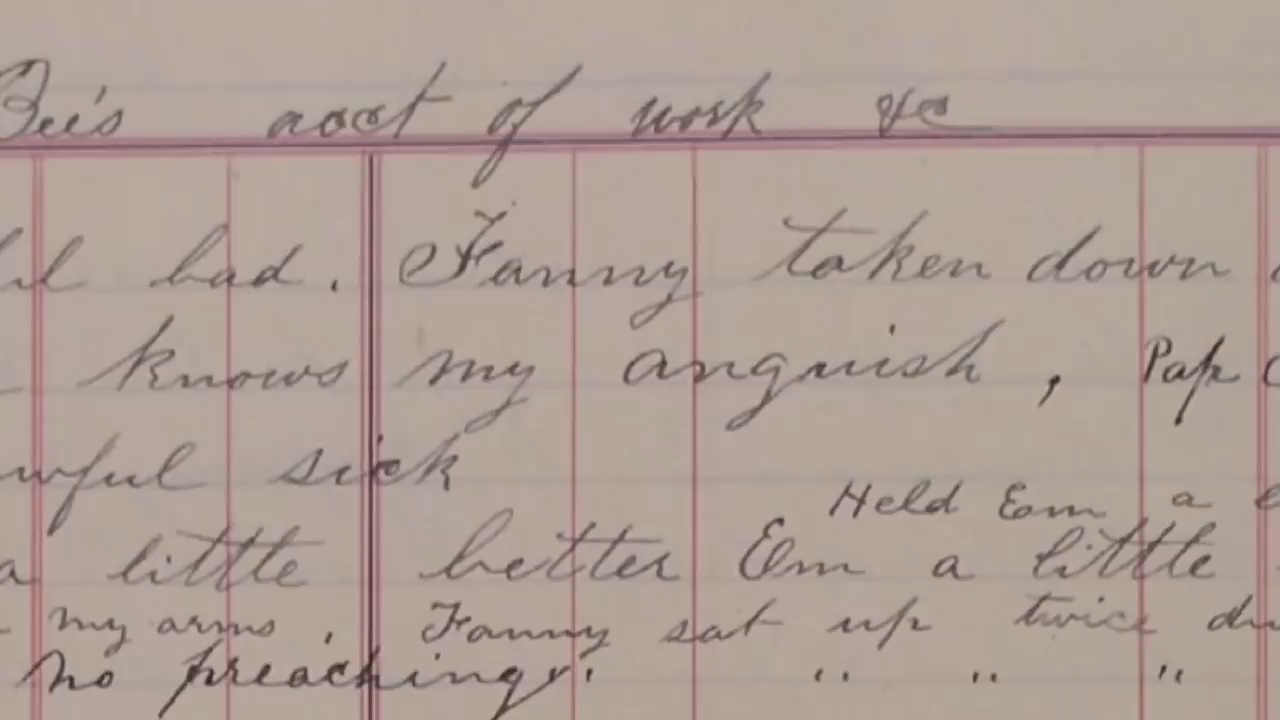 Bee's acct of work &c
bad. Fanny taken down
knows my anguish, Pap
sick
Held Em a
a little better Em a little
my arms. Fanny sat up twice
no preaching. " " "